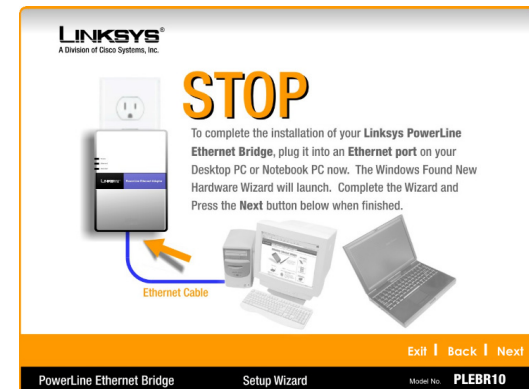 LINKSYS®
A Division of Cisco Systems, Inc.
STOP
To complete the installation of your Linksys PowerLine
Ethernet Bridge, plug it into an Ethernet port on your
Desktop PC or Notebook PC now. The Windows Found New
Hardware Wizard will launch. Complete the Wizard and
Press the Next button below when finished.
LINKSYS
Ethernet Cable
Exit | Back | Next
PowerLine Ethernet Bridge Setup Wizard Model No. PLEBR10